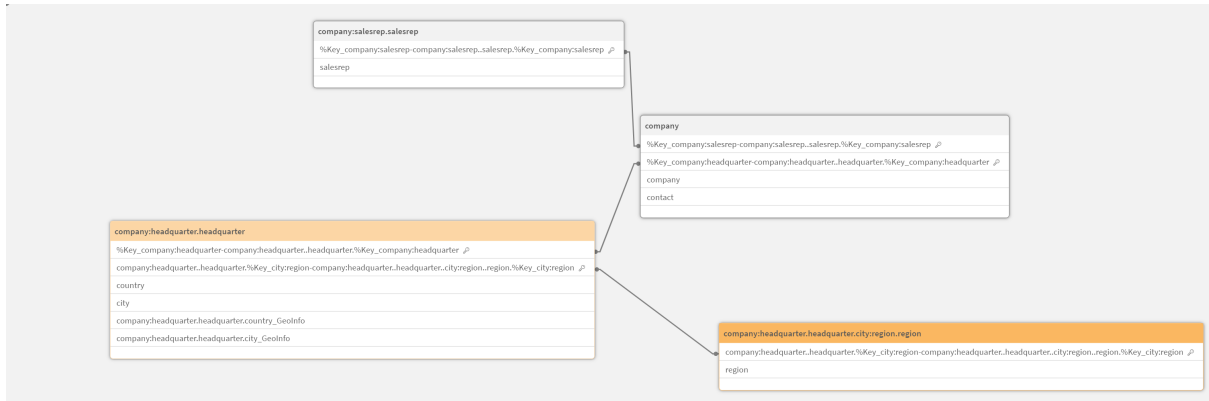 company:salesrep.salesrep
%Key_company:salesrep-company:salesrep..salesrep.%Key_company:salesrep
salesrep
company
%Key_company:salesrep-company:salesrep..salesrep.%Key_company:salesrep
%Key_company:headquarter-company:headquarter..headquarter.%Key_company:headquarter
company
contact
company:headquarter.headquarter
%Key_company:headquarter-company:headquarter..headquarter.%Key_company:headquarter
company:headquarter..headquarter.%Key_city:region-company:headquarter..headquarter..city:region..region.%Key_city:region
country
city
company:headquarter.headquarter.country_GeoInfo
company:headquarter.headquarter.city_GeoInfo
company:headquarter.headquarter.city:region.region
company:headquarter..headquarter.%Key_city:region-company:headquarter..headquarter..city:region..region.%Key_city:region
region